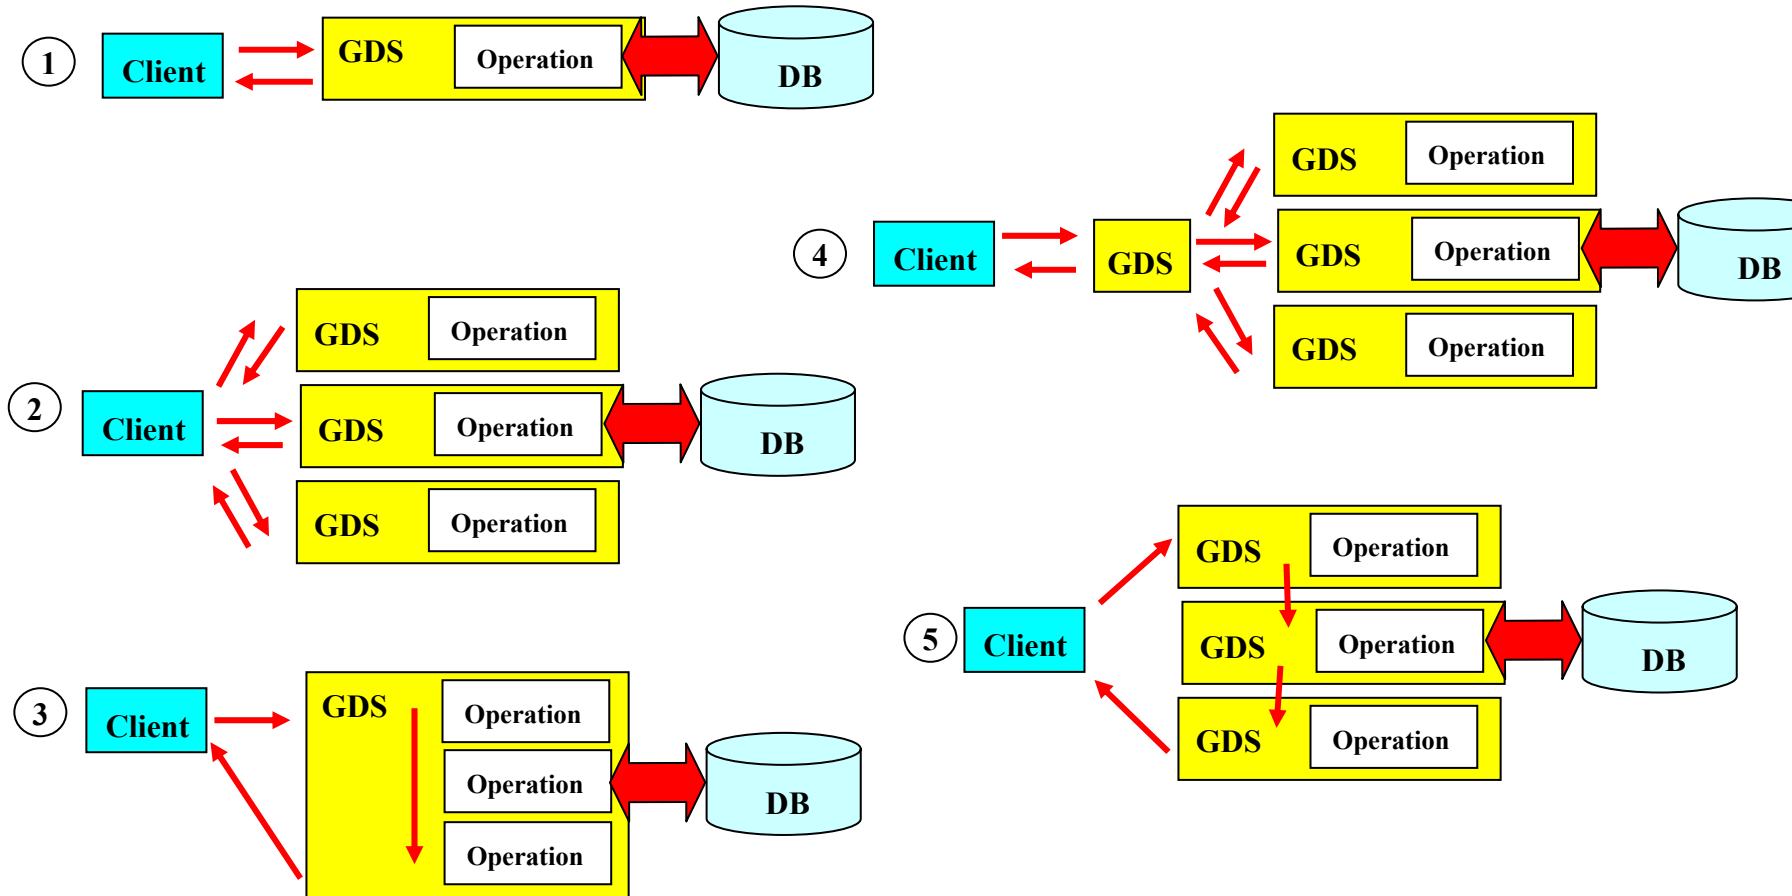 1
Client
GDS
Operation
DB
2
Client
GDS
Operation
GDS
Operation
GDS
Operation
DB
3
Client
GDS
Operation
Operation
Operation
DB
4
Client
GDS
GDS
Operation
GDS
Operation
GDS
Operation
DB
5
Client
GDS
Operation
GDS
Operation
GDS
Operation
DB